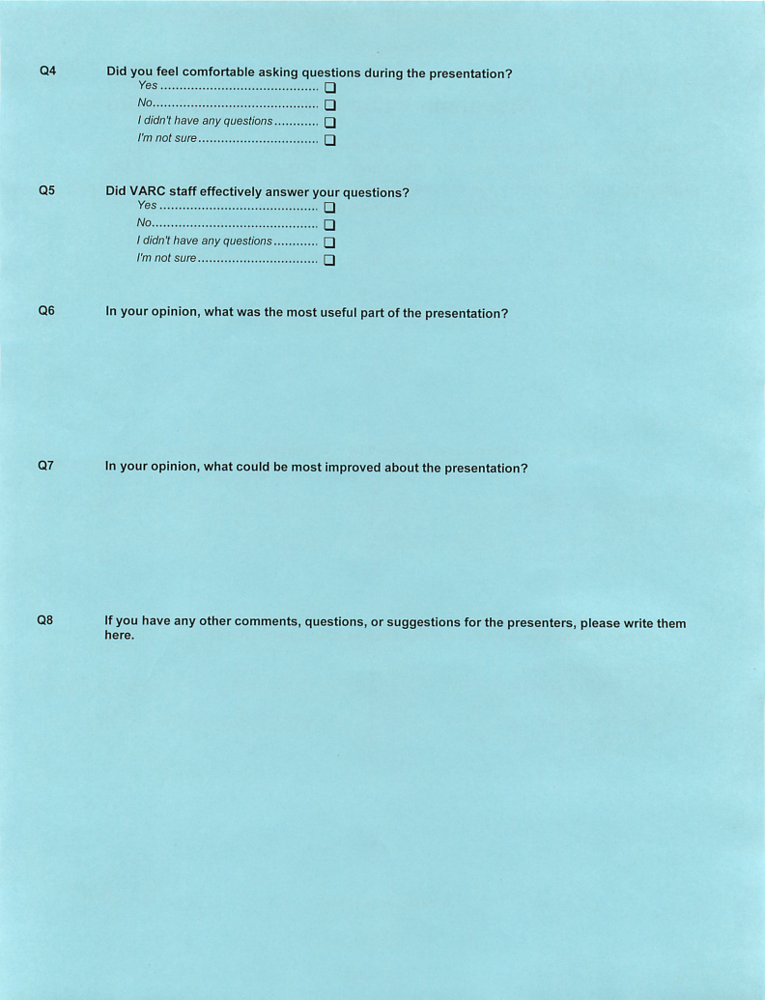 Q4 Did you feel comfortable asking questions during the presentation?
Yes ......................................... ❏
No........................................... ❏
I didn't have any questions............ ❏
I'm not sure............................... ❏
Q5 Did VARC staff effectively answer your questions?
Yes ......................................... ❏
No........................................... ❏
I didn't have any questions............ ❏
I'm not sure............................... ❏
Q6 In your opinion, what was the most useful part of the presentation?
Q7 In your opinion, what could be most improved about the presentation?
Q8 If you have any other comments, questions, or suggestions for the presenters, please write them
here.